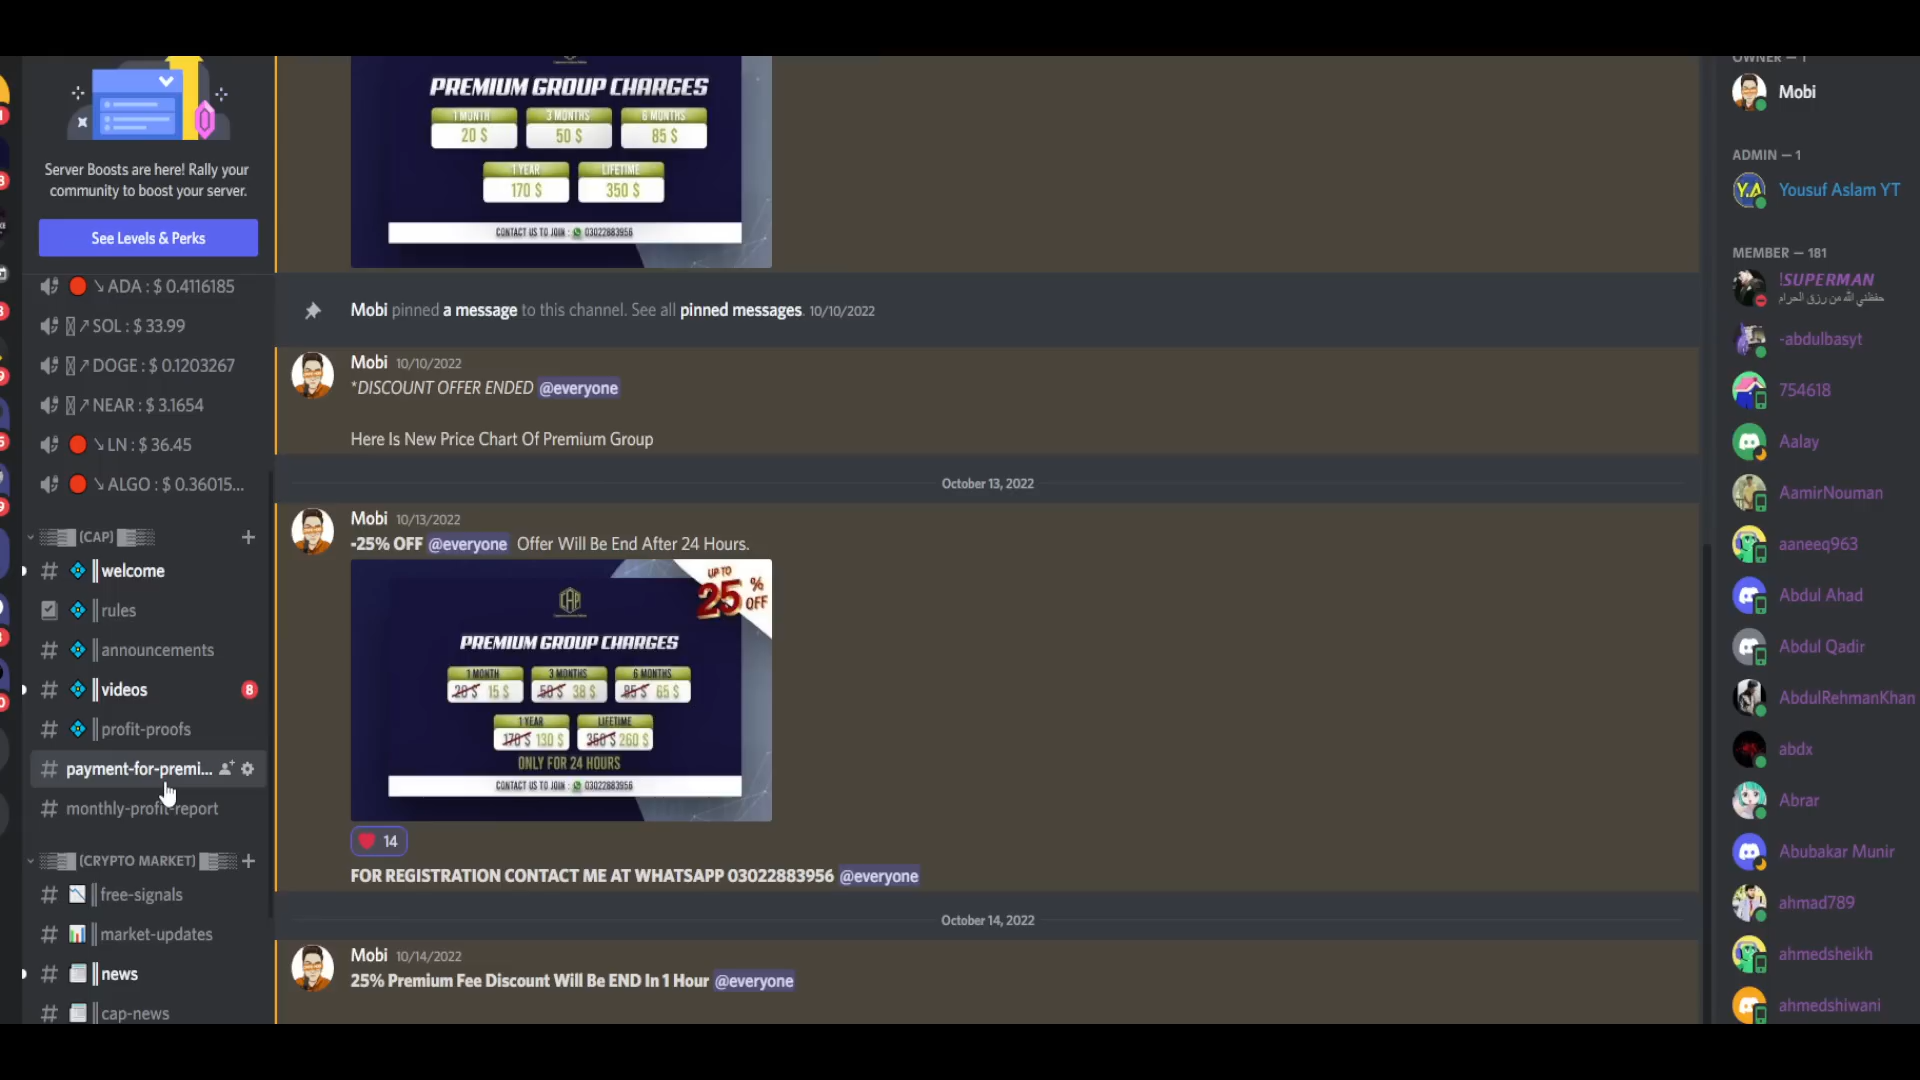 Server Boosts are here! Rally your
community to boost your server.
See Levels & Perks
ADA : $ 0.4116185
SOL : $ 33.99
DOGE : $ 0.1203267
NEAR : $ 3.1654
LN : $ 36.45
ALGO : $ 0.36015...
(CAP)
welcome
rules
announcements
videos
8
profit-proofs
payment-for-premi...
monthly-profit-report
(CRYPTO MARKET)
free-signals
market-updates
news
cap-news
PREMIUM GROUP CHARGES
1 MONTH 3 MONTHS 6 MONTHS
20 $ 50 $ 85 $
1 YEAR LIFETIME
170 $ 350 $
CONTACT US TO JOIN : 03022883956
Mobi pinned a message to this channel. See all pinned messages. 10/10/2022
Mobi 10/10/2022
*DISCOUNT OFFER ENDED @everyone
Here Is New Price Chart Of Premium Group
October 13, 2022
Mobi 10/13/2022
-25% OFF @everyone Offer Will Be End After 24 Hours.
UP TO
25 % OFF
CAP
PREMIUM GROUP CHARGES
1 MONTH 3 MONTHS 6 MONTHS
20 $ 15 $ 50 $ 38 $ 85 $ 65 $
1 YEAR LIFETIME
170 $ 130 $ 350 $ 260 $
ONLY FOR 24 HOURS
CONTACT US TO JOIN : 03022883956
14
FOR REGISTRATION CONTACT ME AT WHATSAPP 03022883956 @everyone
October 14, 2022
Mobi 10/14/2022
25% Premium Fee Discount Will Be END In 1 Hour @everyone
OWNER — 1
Mobi
ADMIN — 1
Y.A
Yousuf Aslam YT
MEMBER — 181
!SUPERMAN
حفظني الله من رزق الحرام
-abdulbasyt
754618
Aalay
AamirNouman
aaneeq963
Abdul Ahad
Abdul Qadir
AbdulRehmanKhan
abdx
Abrar
Abubakar Munir
ahmad789
ahmedsheikh
ahmedshiwani